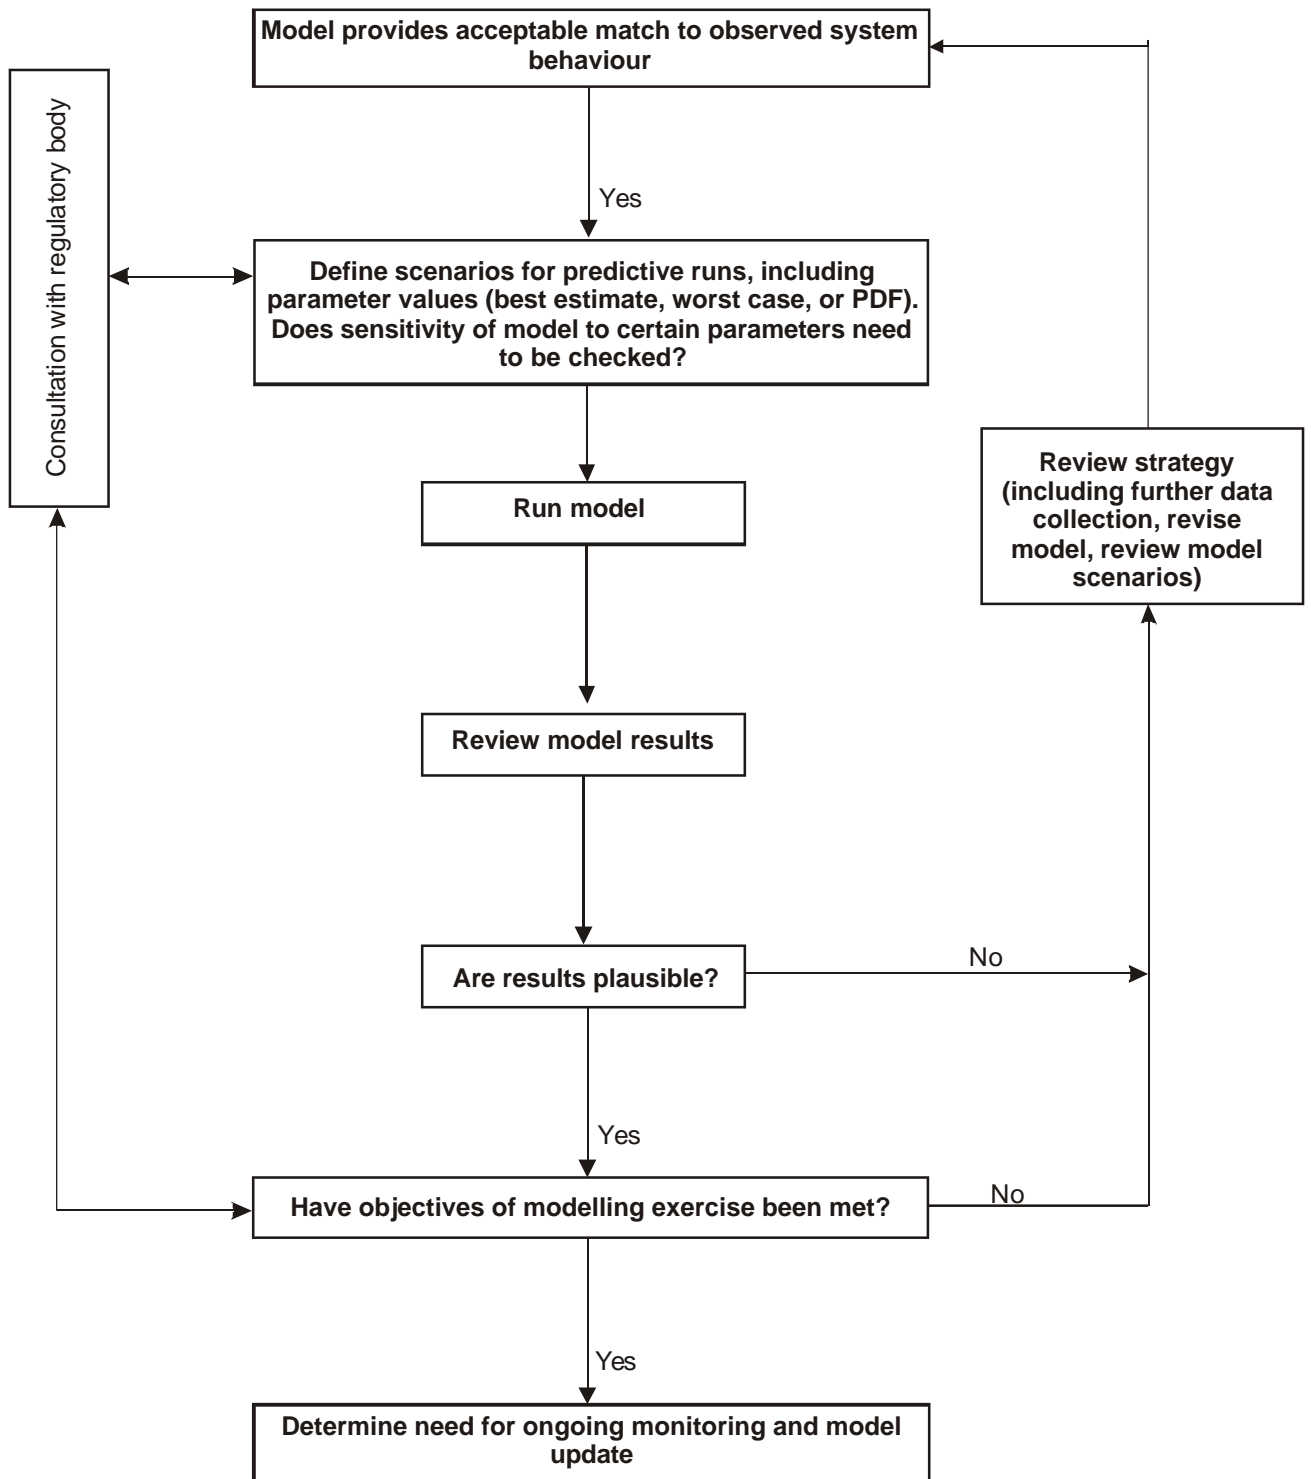 Model provides acceptable match to observed system
behaviour
Consultation with regulatory body
Yes
Define scenarios for predictive runs, including
parameter values (best estimate, worst case, or PDF).
Does sensitivity of model to certain parameters need
to be checked?
Review strategy
(including further data
collection, revise
model, review model
scenarios)
Run model
Review model results
Are results plausible?
No
Yes
Have objectives of modelling exercise been met?
No
Yes
Determine need for ongoing monitoring and model
update